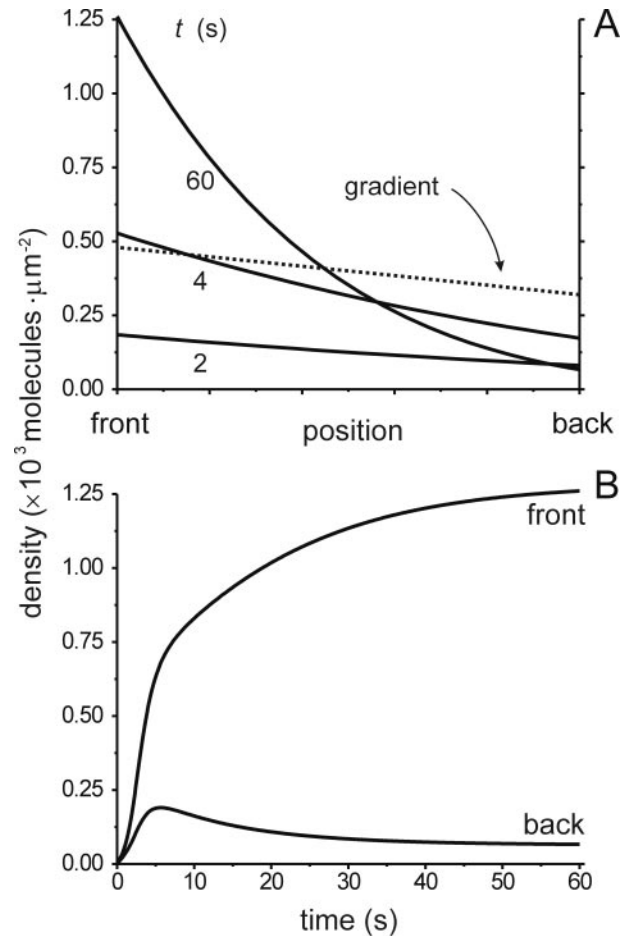 A
t (s)
1.25
1.00
0.75
0.50
0.25
0.00
60
gradient
4
2
front
position
back
density (×10³ molecules·μm⁻²)
B
1.25
1.00
0.75
0.50
0.25
0.00
front
back
0
10
20
30
40
50
60
time (s)